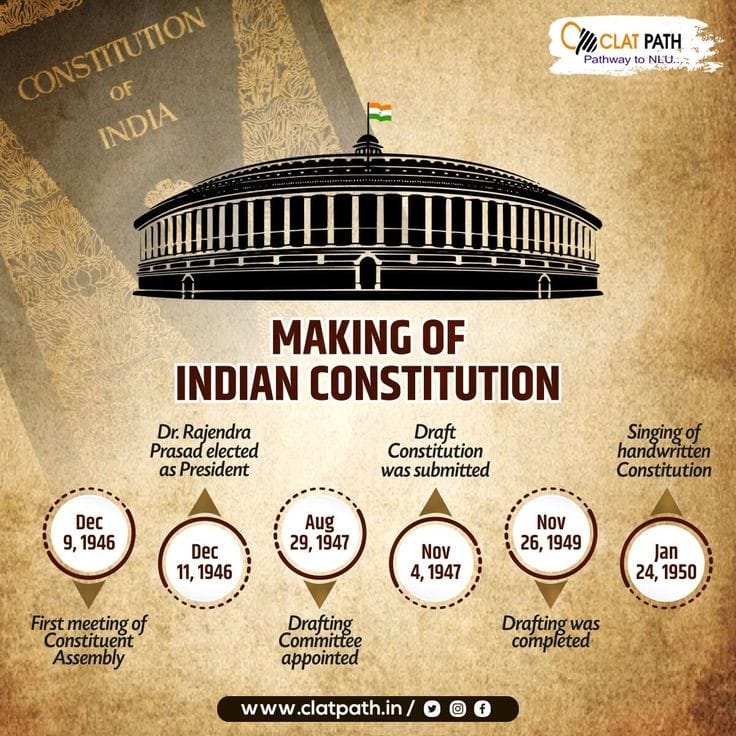 CONSTITUTION
OF
INDIA
CLAT PATH
Pathway to NLU...
MAKING OF
INDIAN CONSTITUTION
Dec
9, 1946
First meeting of
Constituent
Assembly
Dr. Rajendra
Prasad elected
as President
Dec
11, 1946
Aug
29, 1947
Drafting
Committee
appointed
Draft
Constitution
was submitted
Nov
4, 1947
Nov
26, 1949
Drafting was
completed
Singing of
handwritten
Constitution
Jan
24, 1950
www.clatpath.in /